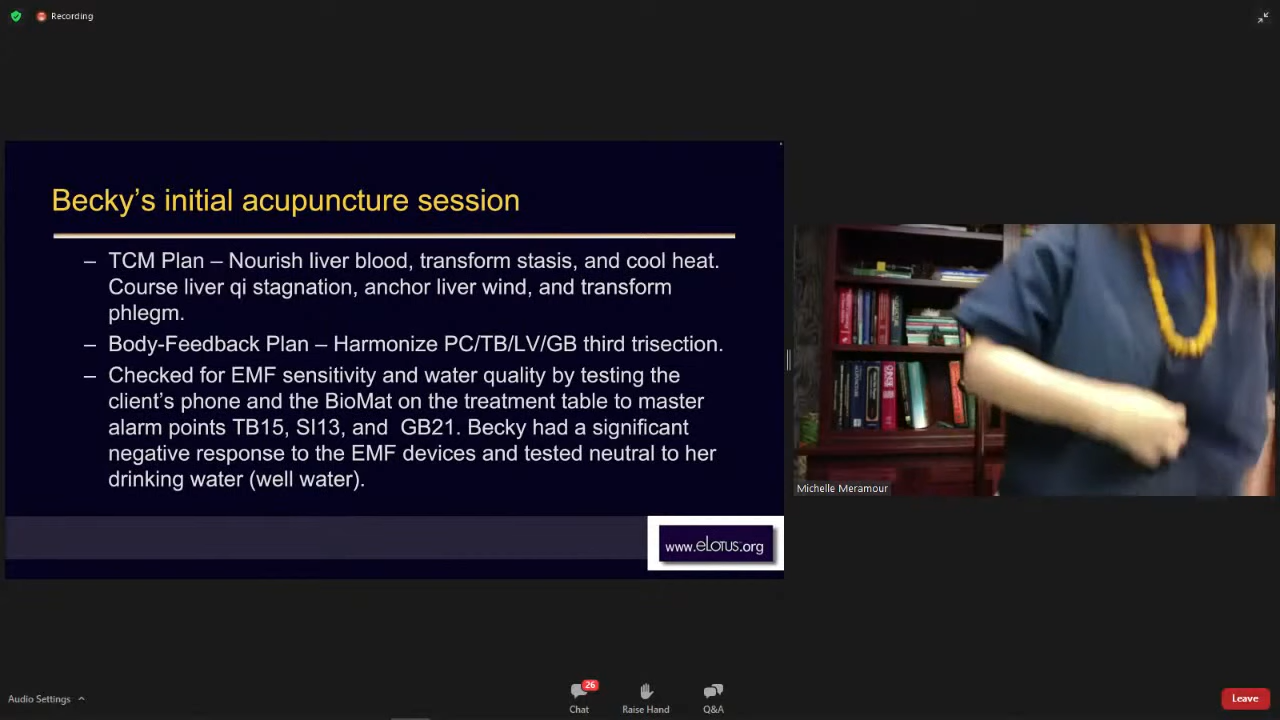 Recording
Becky’s initial acupuncture session
– TCM Plan – Nourish liver blood, transform stasis, and cool heat.
Course liver qi stagnation, anchor liver wind, and transform
phlegm.
– Body-Feedback Plan – Harmonize PC/TB/LV/GB third trisection.
– Checked for EMF sensitivity and water quality by testing the
client’s phone and the BioMat on the treatment table to master
alarm points TB15, SI13, and  GB21. Becky had a significant
negative response to the EMF devices and tested neutral to her
drinking water (well water).
www.eLotus.org
Michelle Meramour
Audio Settings
26
Chat
Raise Hand
Q&A
Leave